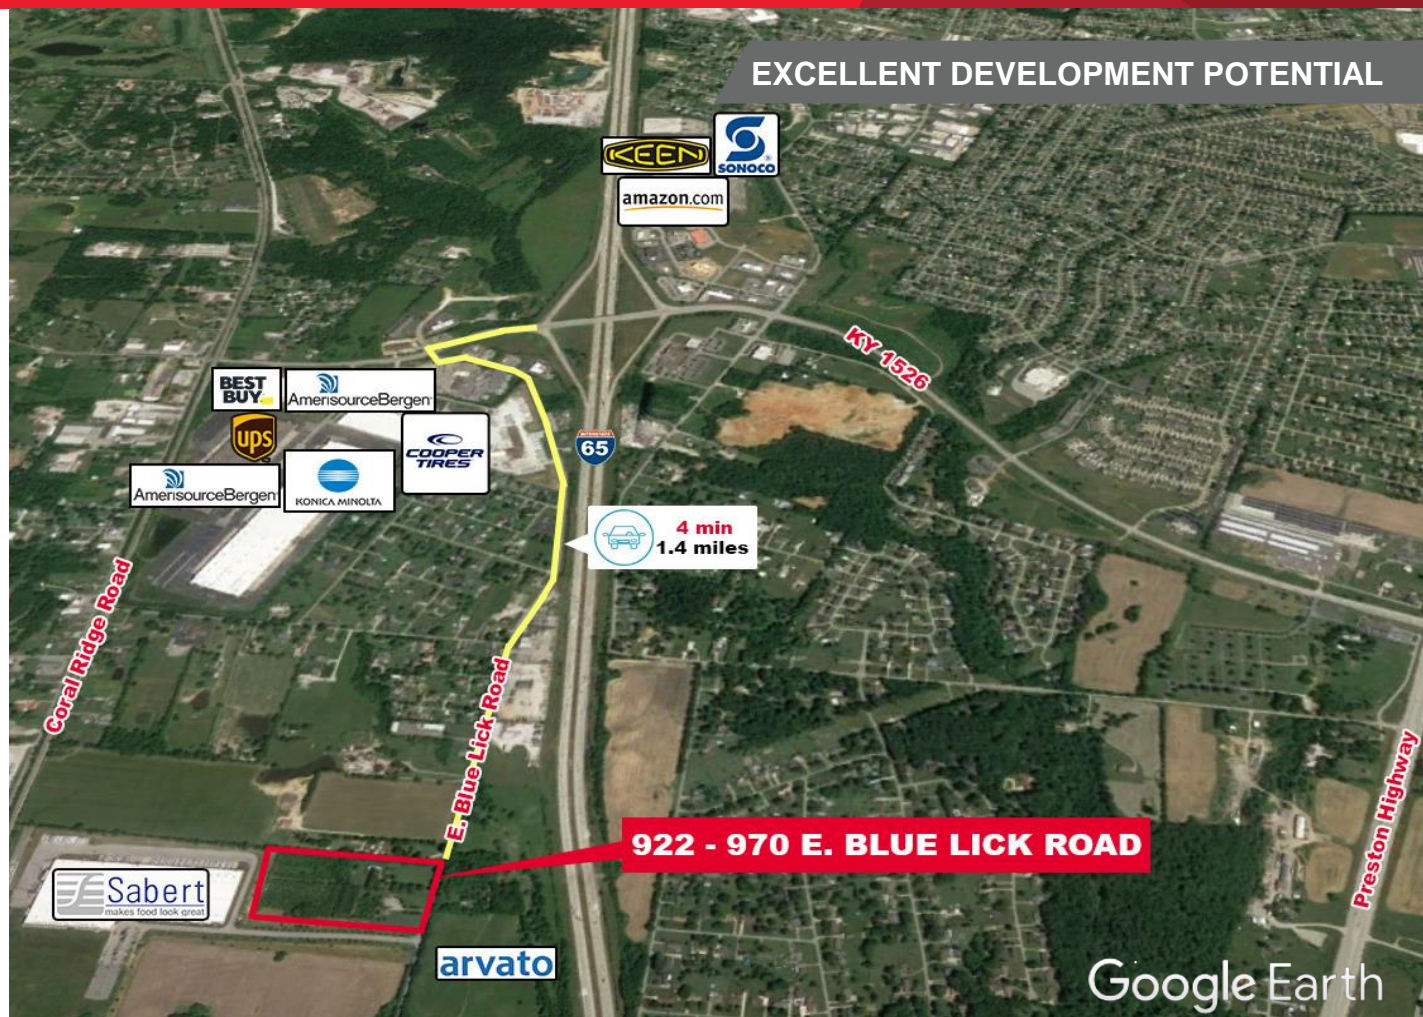 EXCELLENT DEVELOPMENT POTENTIAL
KEEN
SONOCO
amazon.com
KY 1526
BEST
BUY
AmerisourceBergen
ups
COOPER
TIRES
AmerisourceBergen
KONICA MINOLTA
INTERSTATE
65
4 min
1.4 miles
Coral Ridge Road
E. Blue Lick Road
Preston Highway
922 - 970 E. BLUE LICK ROAD
Sabert
makes food look great
arvato
Google Earth